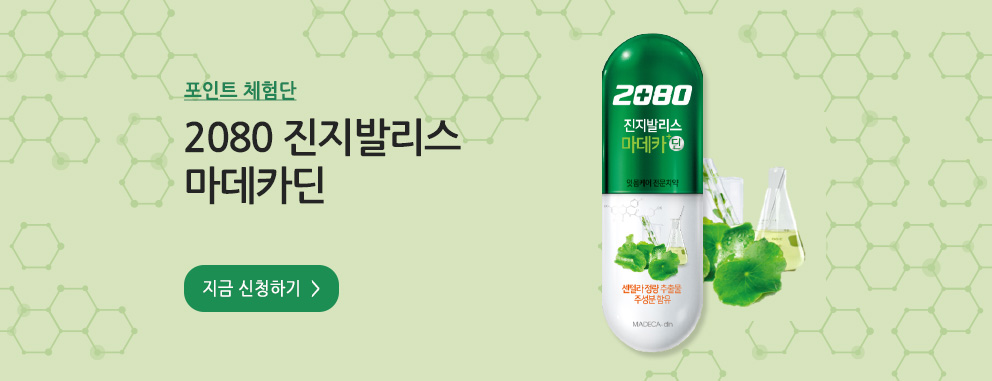 포인트 체험단
2080 진지발리스
마데카딘
지금 신청하기 >
2080
진지발리스
마데카+딘
잇몸케어 전문치약
센텔라 정량 추출물
주성분 함유
MADECA- din